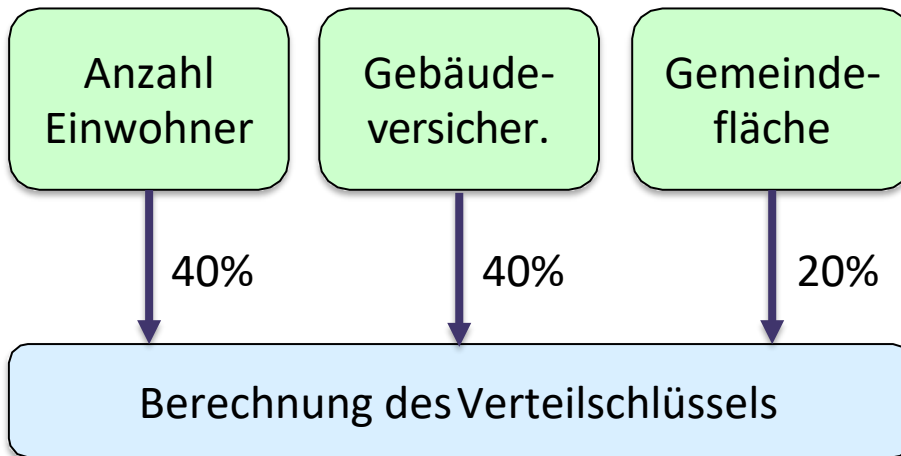 Anzahl
Einwohner
Gebäude-
versicher.
Gemeinde-
fläche
40%
40%
20%
Berechnung des Verteilschlüssels